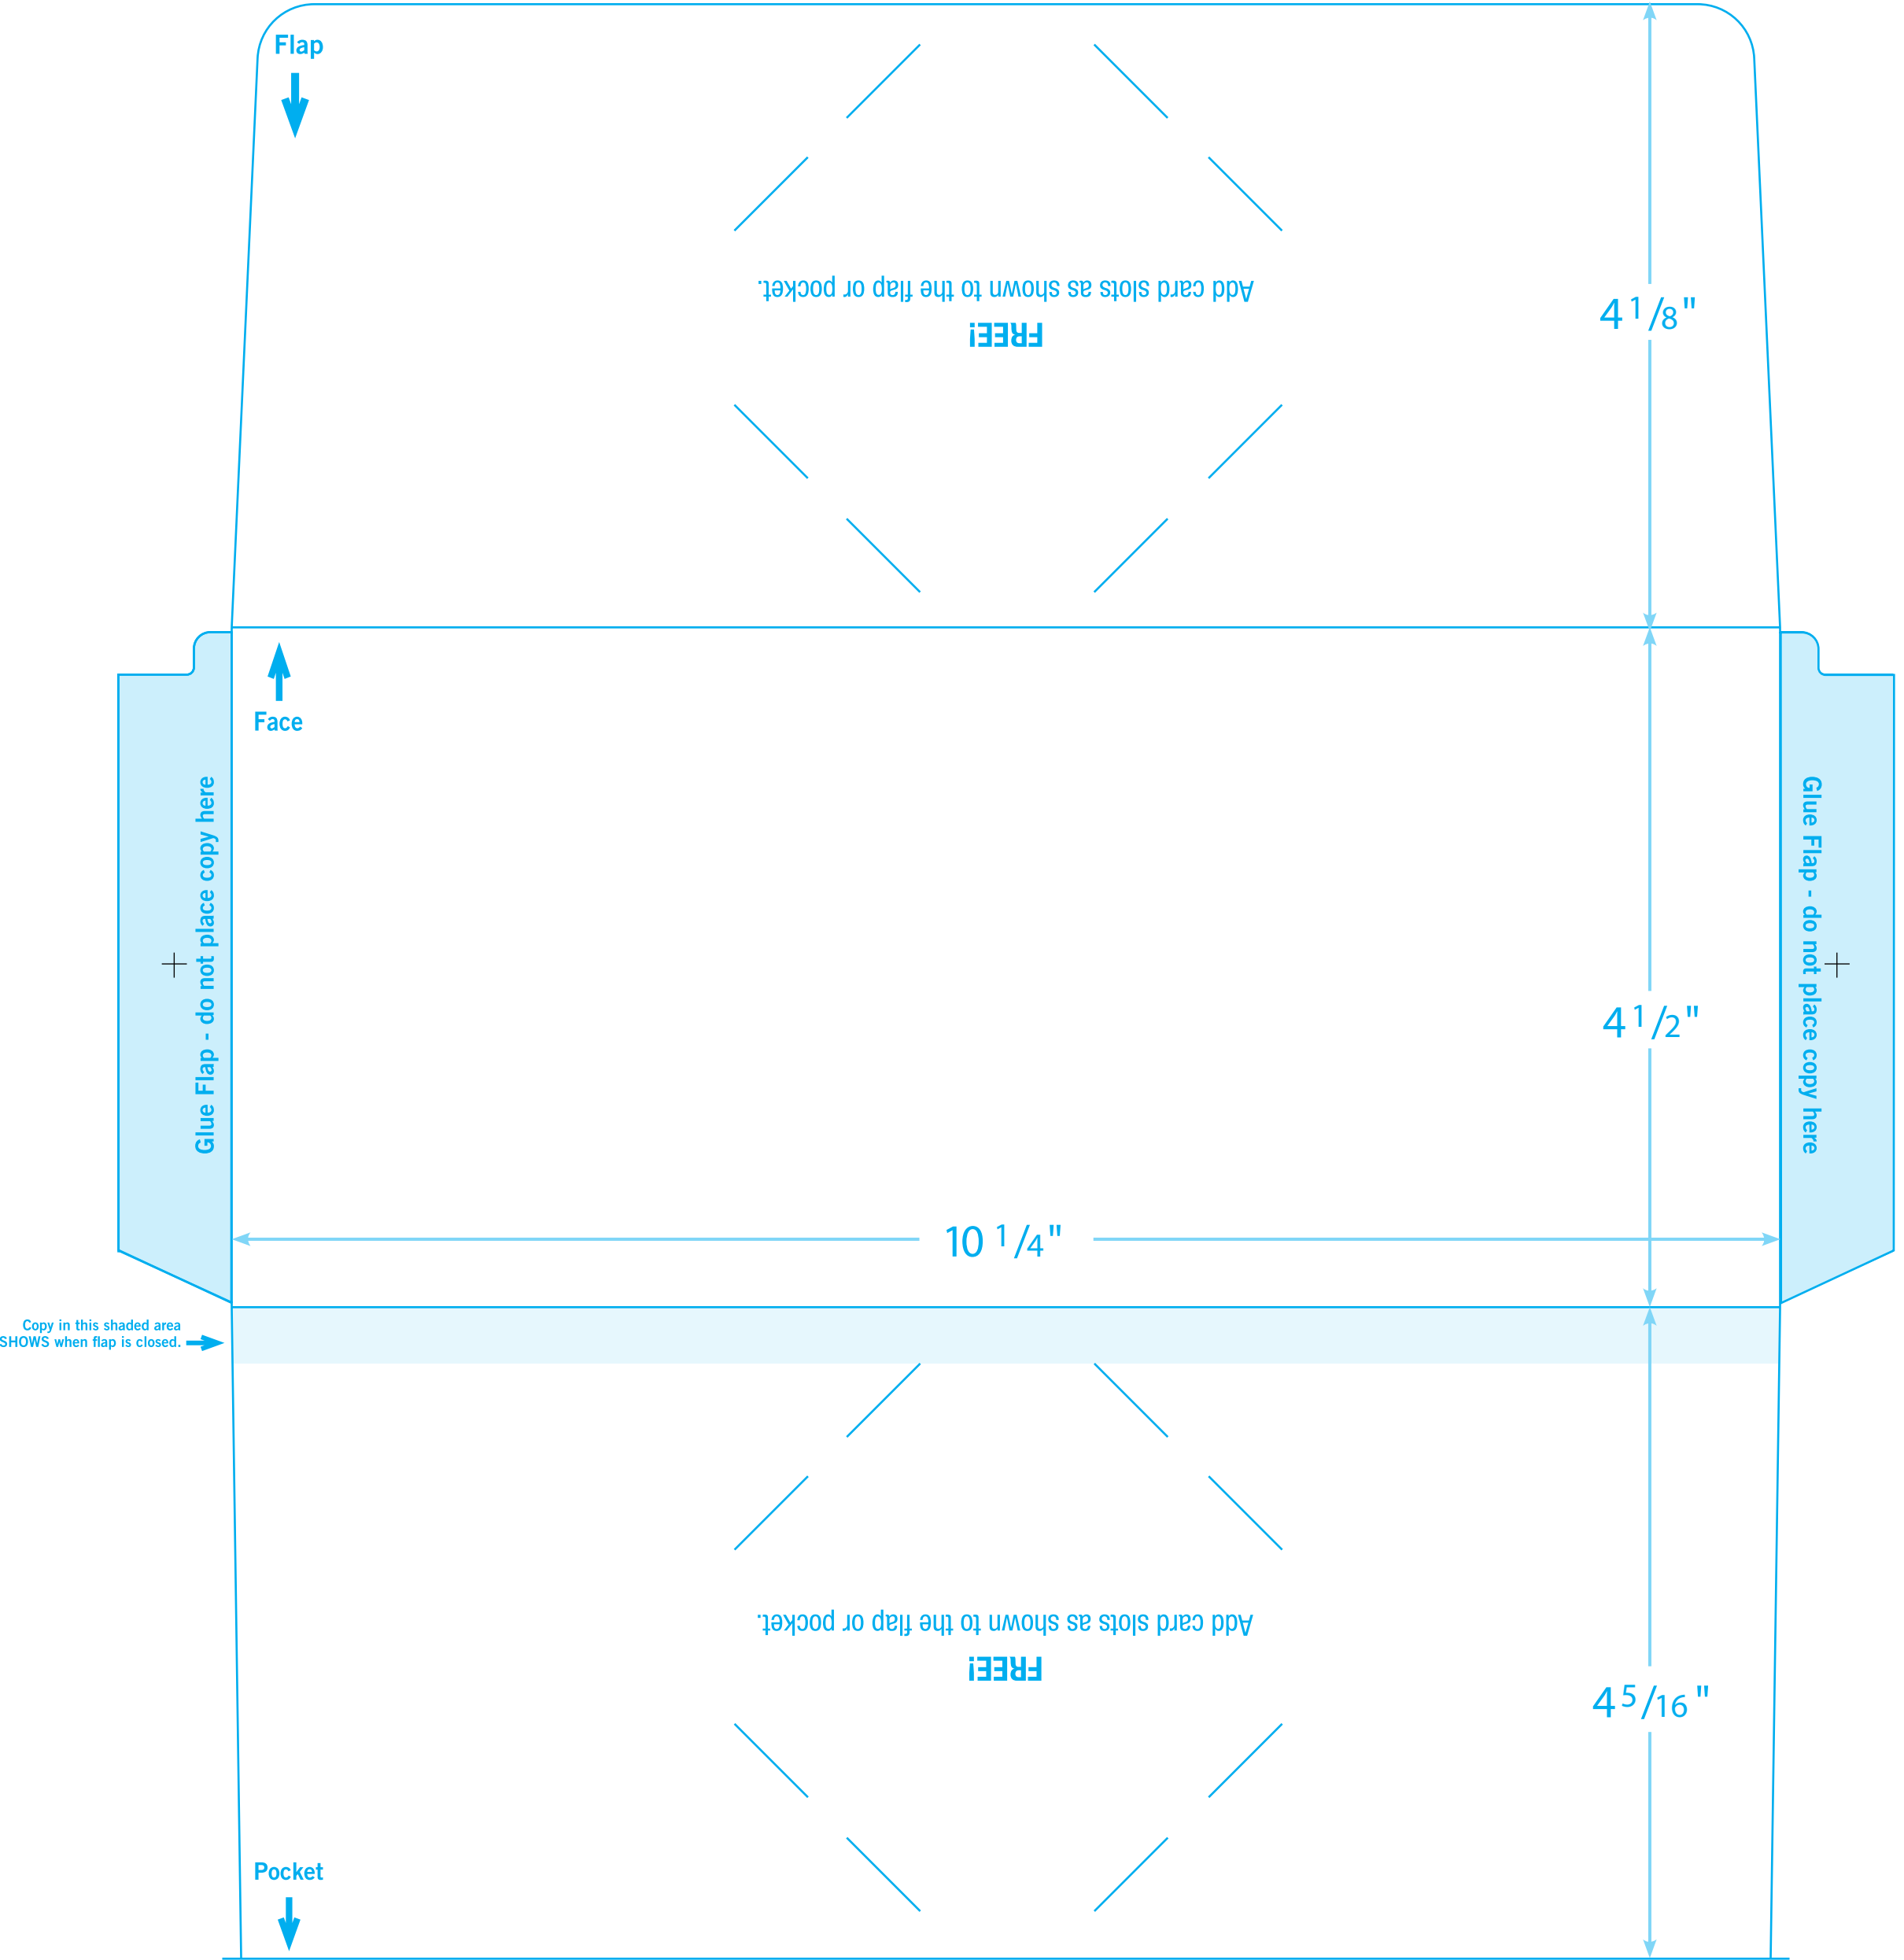 Flap
Add card slots as shown to the flap or pocket.
FREE!
4 1/8"
Face
Glue Flap - do not place copy here
Glue Flap - do not place copy here
4 1/2"
10 1/4"
Copy in this shaded area
SHOWS when flap is closed.
Add card slots as shown to the flap or pocket.
FREE!
4 5/16"
Pocket